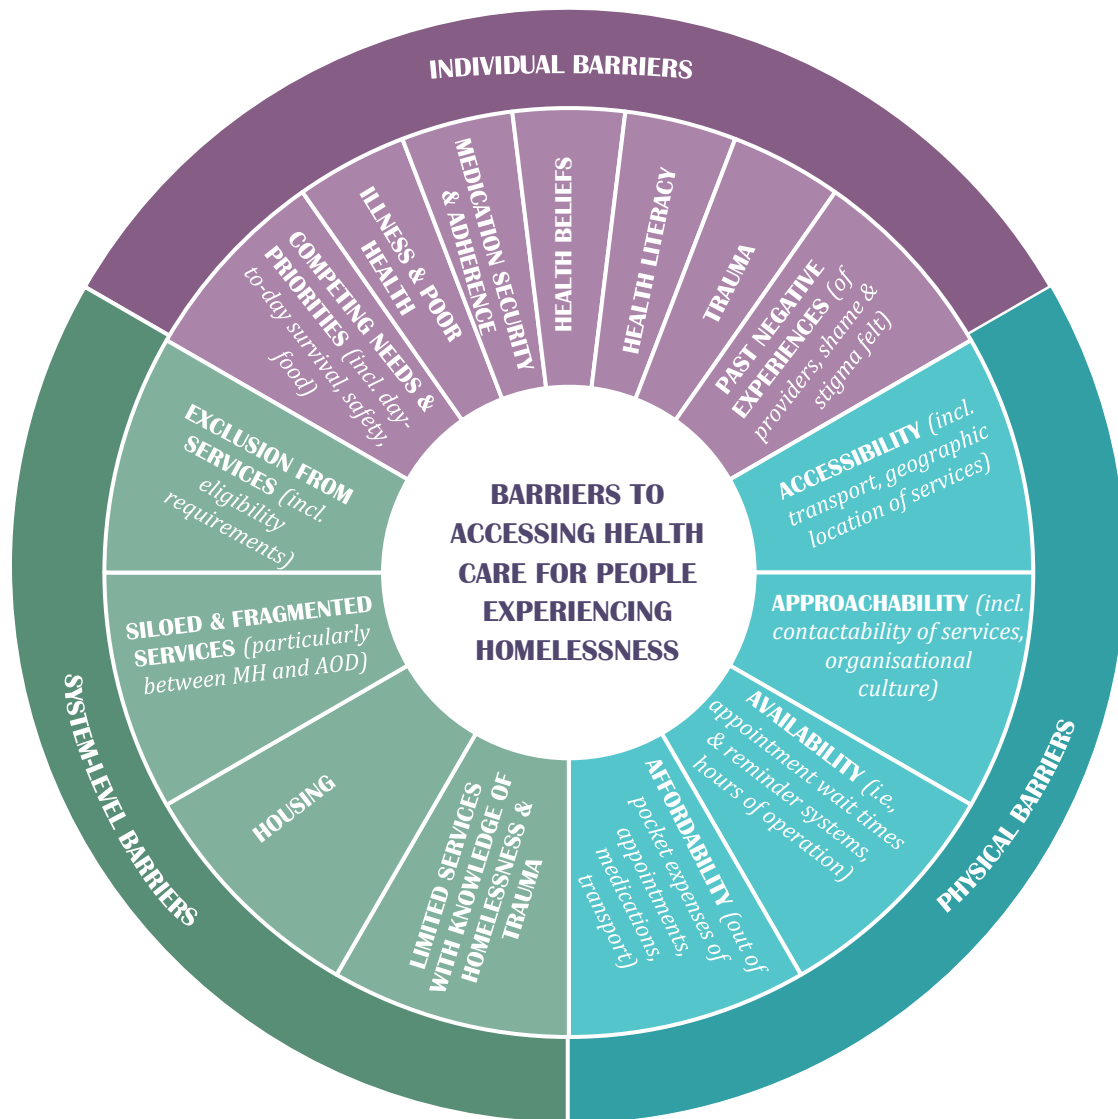 INDIVIDUAL BARRIERS
COMPETING NEEDS &
PRIORITIES (incl. day-
to-day survival, safety,
food)
ILLNESS & POOR
HEALTH
MEDICATION SECURITY
& ADHERENCE
HEALTH BELIEFS
HEALTH LITERACY
TRAUMA
PAST NEGATIVE
EXPERIENCES (of
providers, shame &
stigma felt)
PHYSICAL BARRIERS
ACCESSIBILITY (incl.
transport, geographic
location of services)
APPROACHABILITY (incl.
contactability of services,
organisational
culture)
AVAILABILITY (i.e.,
appointment wait times
& reminder systems,
hours of operation)
AFFORDABILITY (out of
pocket expenses of
appointments,
medications,
transport)
SYSTEM-LEVEL BARRIERS
LIMITED SERVICES
WITH KNOWLEDGE OF
HOMELESSNESS &
TRAUMA
HOUSING
SILOED & FRAGMENTED
SERVICES (particularly
between MH and AOD)
EXCLUSION FROM
SERVICES (incl.
eligibility
requirements)
BARRIERS TO
ACCESSING HEALTH
CARE FOR PEOPLE
EXPERIENCING
HOMELESSNESS